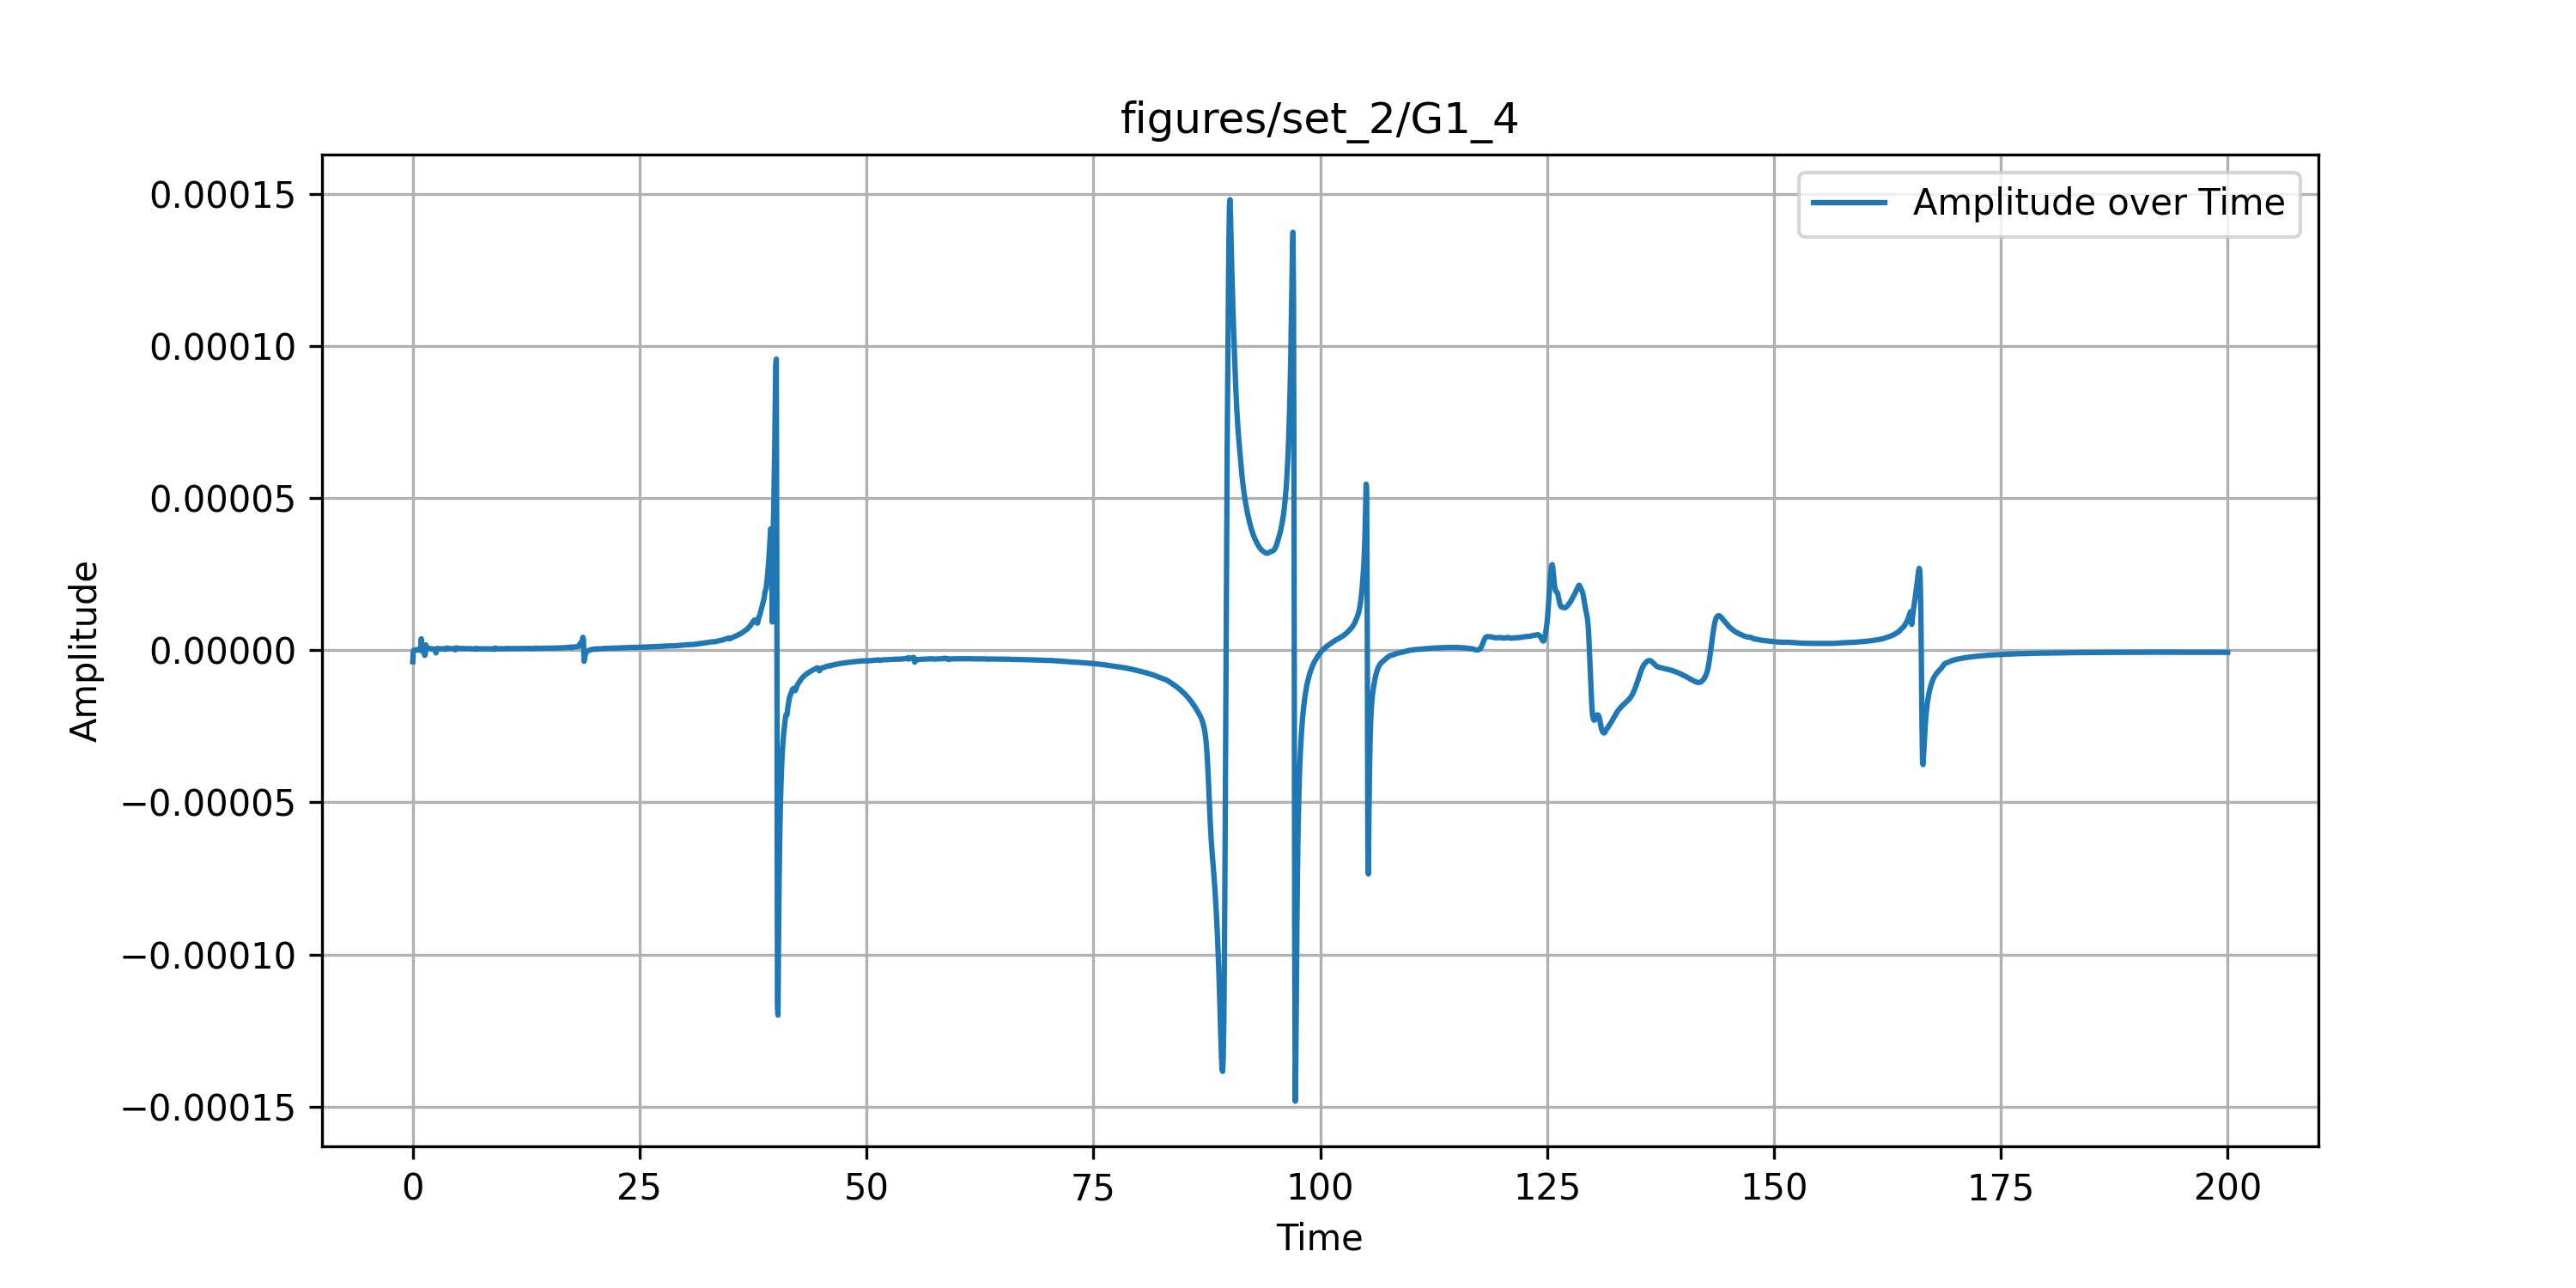 figures/set_2/G1_4
Amplitude over Time
0.00015
0.00010
0.00005
0.00000
−0.00005
−0.00010
−0.00015
Amplitude
0 25 50 75 100 125 150 175 200
Time